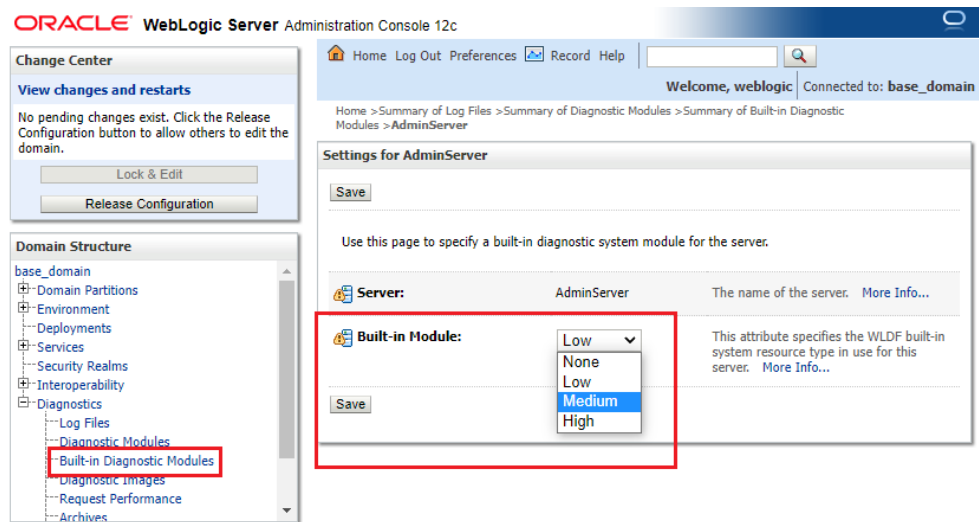 ORACLE WebLogic Server Administration Console 12c
Change Center
View changes and restarts
No pending changes exist. Click the Release
Configuration button to allow others to edit the
domain.
Lock & Edit
Release Configuration
Domain Structure
base_domain
Domain Partitions
Environment
Deployments
Services
Security Realms
Interoperability
Diagnostics
Log Files
Diagnostic Modules
Built-in Diagnostic Modules
Diagnostic Images
Request Performance
Archives
Home Log Out Preferences Record Help
Welcome, weblogic Connected to: base_domain
Home >Summary of Log Files >Summary of Diagnostic Modules >Summary of Built-in Diagnostic
Modules >AdminServer
Settings for AdminServer
Save
Use this page to specify a built-in diagnostic system module for the server.
Server: AdminServer The name of the server. More Info...
Built-in Module: Low
This attribute specifies the WLDF built-in
system resource type in use for this
server. More Info...
None
Low
Medium
High
Save